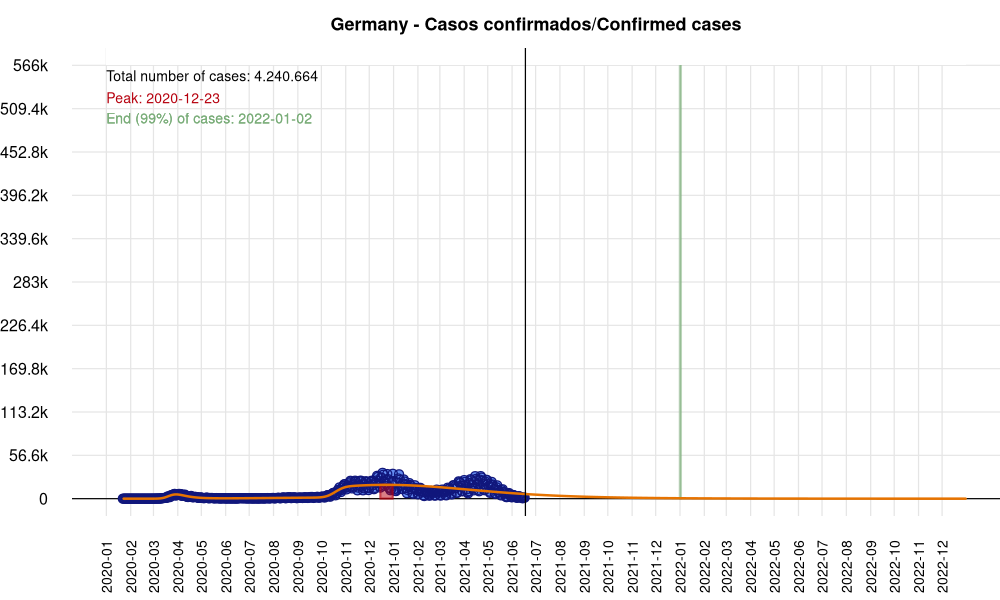 Germany - Casos confirmados/Confirmed cases
566k
Total number of cases: 4.240.664
Peak: 2020-12-23
509.4k
End (99%) of cases: 2022-01-02
452.8k
396.2k
339.6k
283k
226.4k
169.8k
113.2k
56.6k
0
2020-01
2020-02
2020-03
2020-04
2020-05
2020-06
2020-07
2020-08
2020-09
2020-10
2020-11
2020-12
2021-01
2021-02
2021-03
2021-04
2021-05
2021-06
2021-07
2021-08
2021-09
2021-10
2021-11
2021-12
2022-01
2022-02
2022-03
2022-04
2022-05
2022-06
2022-07
2022-08
2022-09
2022-10
2022-11
2022-12